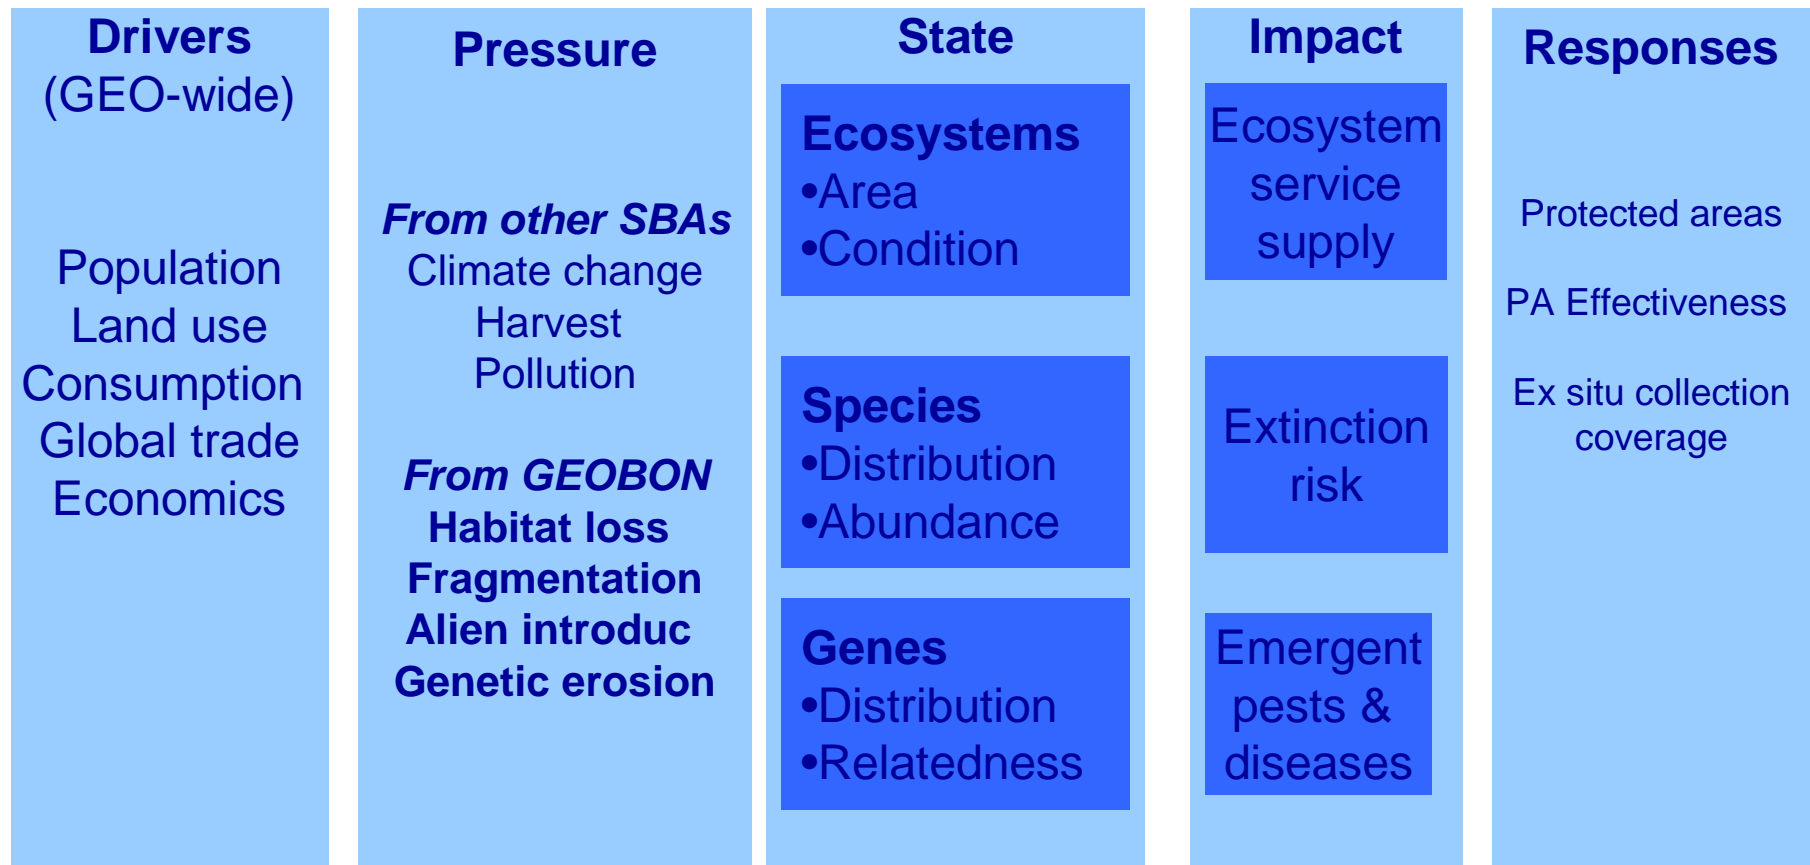 Drivers
(GEO-wide)
Population
Land use
Consumption
Global trade
Economics
Pressure
From other SBAs
Climate change
Harvest
Pollution
From GEOBON
Habitat loss
Fragmentation
Alien introduc
Genetic erosion
State
Ecosystems
•Area
•Condition
Species
•Distribution
•Abundance
Genes
•Distribution
•Relatedness
Impact
Ecosystem
service
supply
Extinction
risk
Emergent
pests &
diseases
Responses
Protected areas
PA Effectiveness
Ex situ collection
coverage